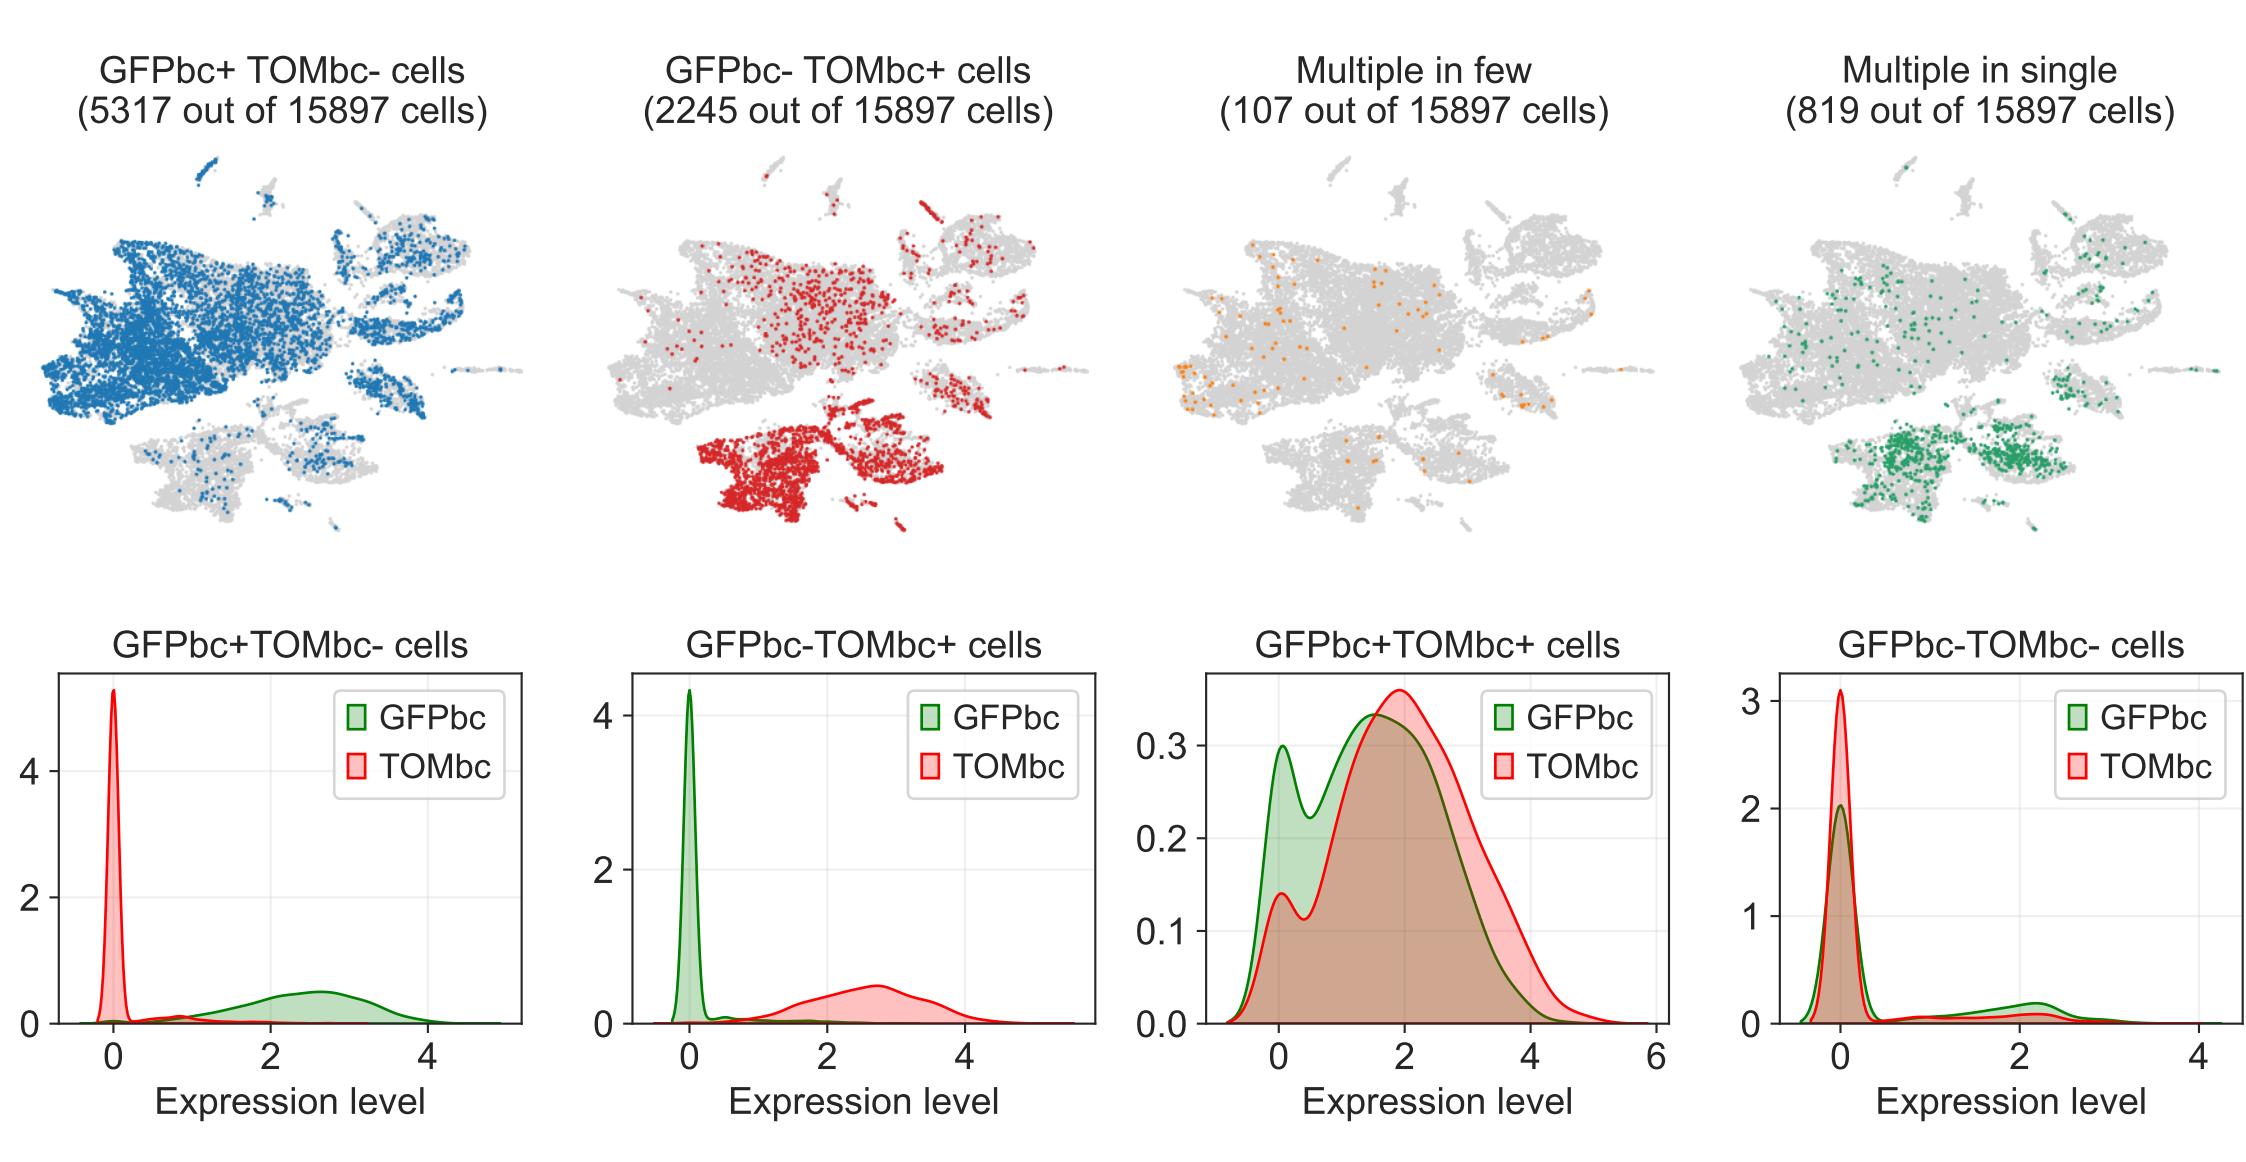 GFPbc+ TOMbc- cells
(5317 out of 15897 cells)
GFPbc- TOMbc+ cells
(2245 out of 15897 cells)
Multiple in few
(107 out of 15897 cells)
Multiple in single
(819 out of 15897 cells)
GFPbc+TOMbc- cells
4
2
0
0 2 4
Expression level
GFPbc
TOMbc
GFPbc-TOMbc+ cells
4
2
0
0 2 4
Expression level
GFPbc
TOMbc
GFPbc+TOMbc+ cells
0.3
0.2
0.1
0.0
0 2 4 6
Expression level
GFPbc
TOMbc
GFPbc-TOMbc- cells
3
2
1
0
0 2 4
Expression level
GFPbc
TOMbc